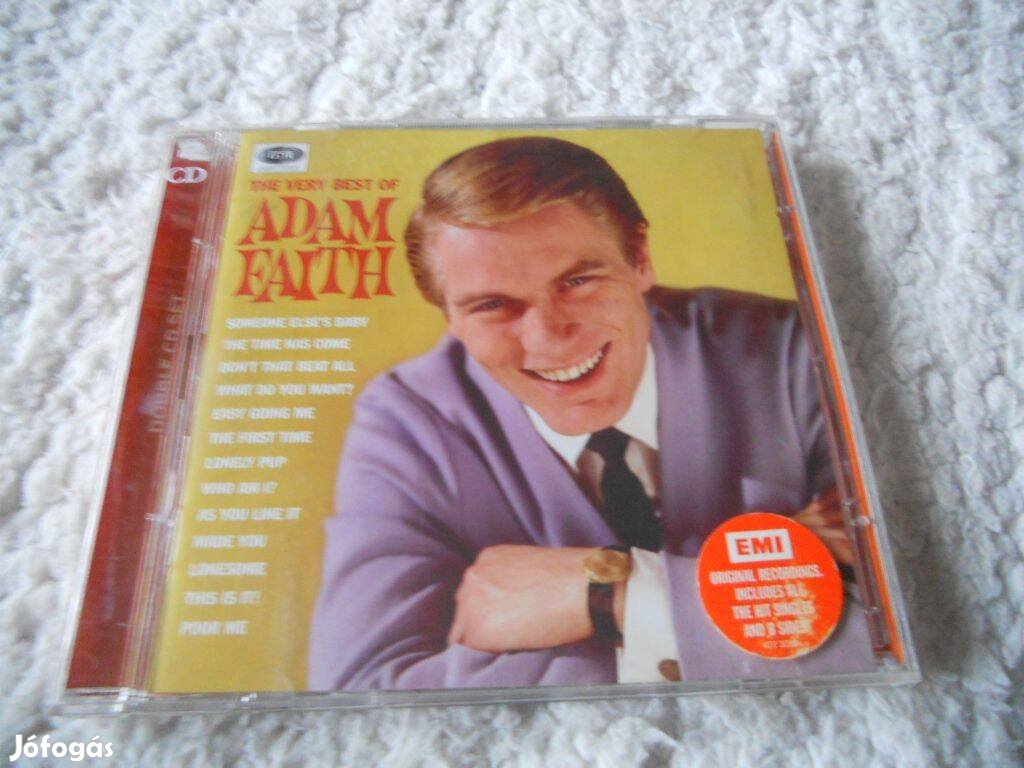 CD
DOUBLE CD SET
THE VERY BEST OF
ADAM
FAITH
SOMEONE ELSE'S BABY
THE TIME HAS COME
DON'T THAT BEAT ALL
WHAT DO YOU WANT?
EASY GOING ME
THE FIRST TIME
LONELY PUP
WHO AM I?
AS YOU LIKE IT
MADE YOU
LONESOME
THIS IS IT!
POOR ME
EMI
ORIGINAL RECORDINGS.
INCLUDES ALL
THE HIT SINGLES
AND B SIDES
Jófogás